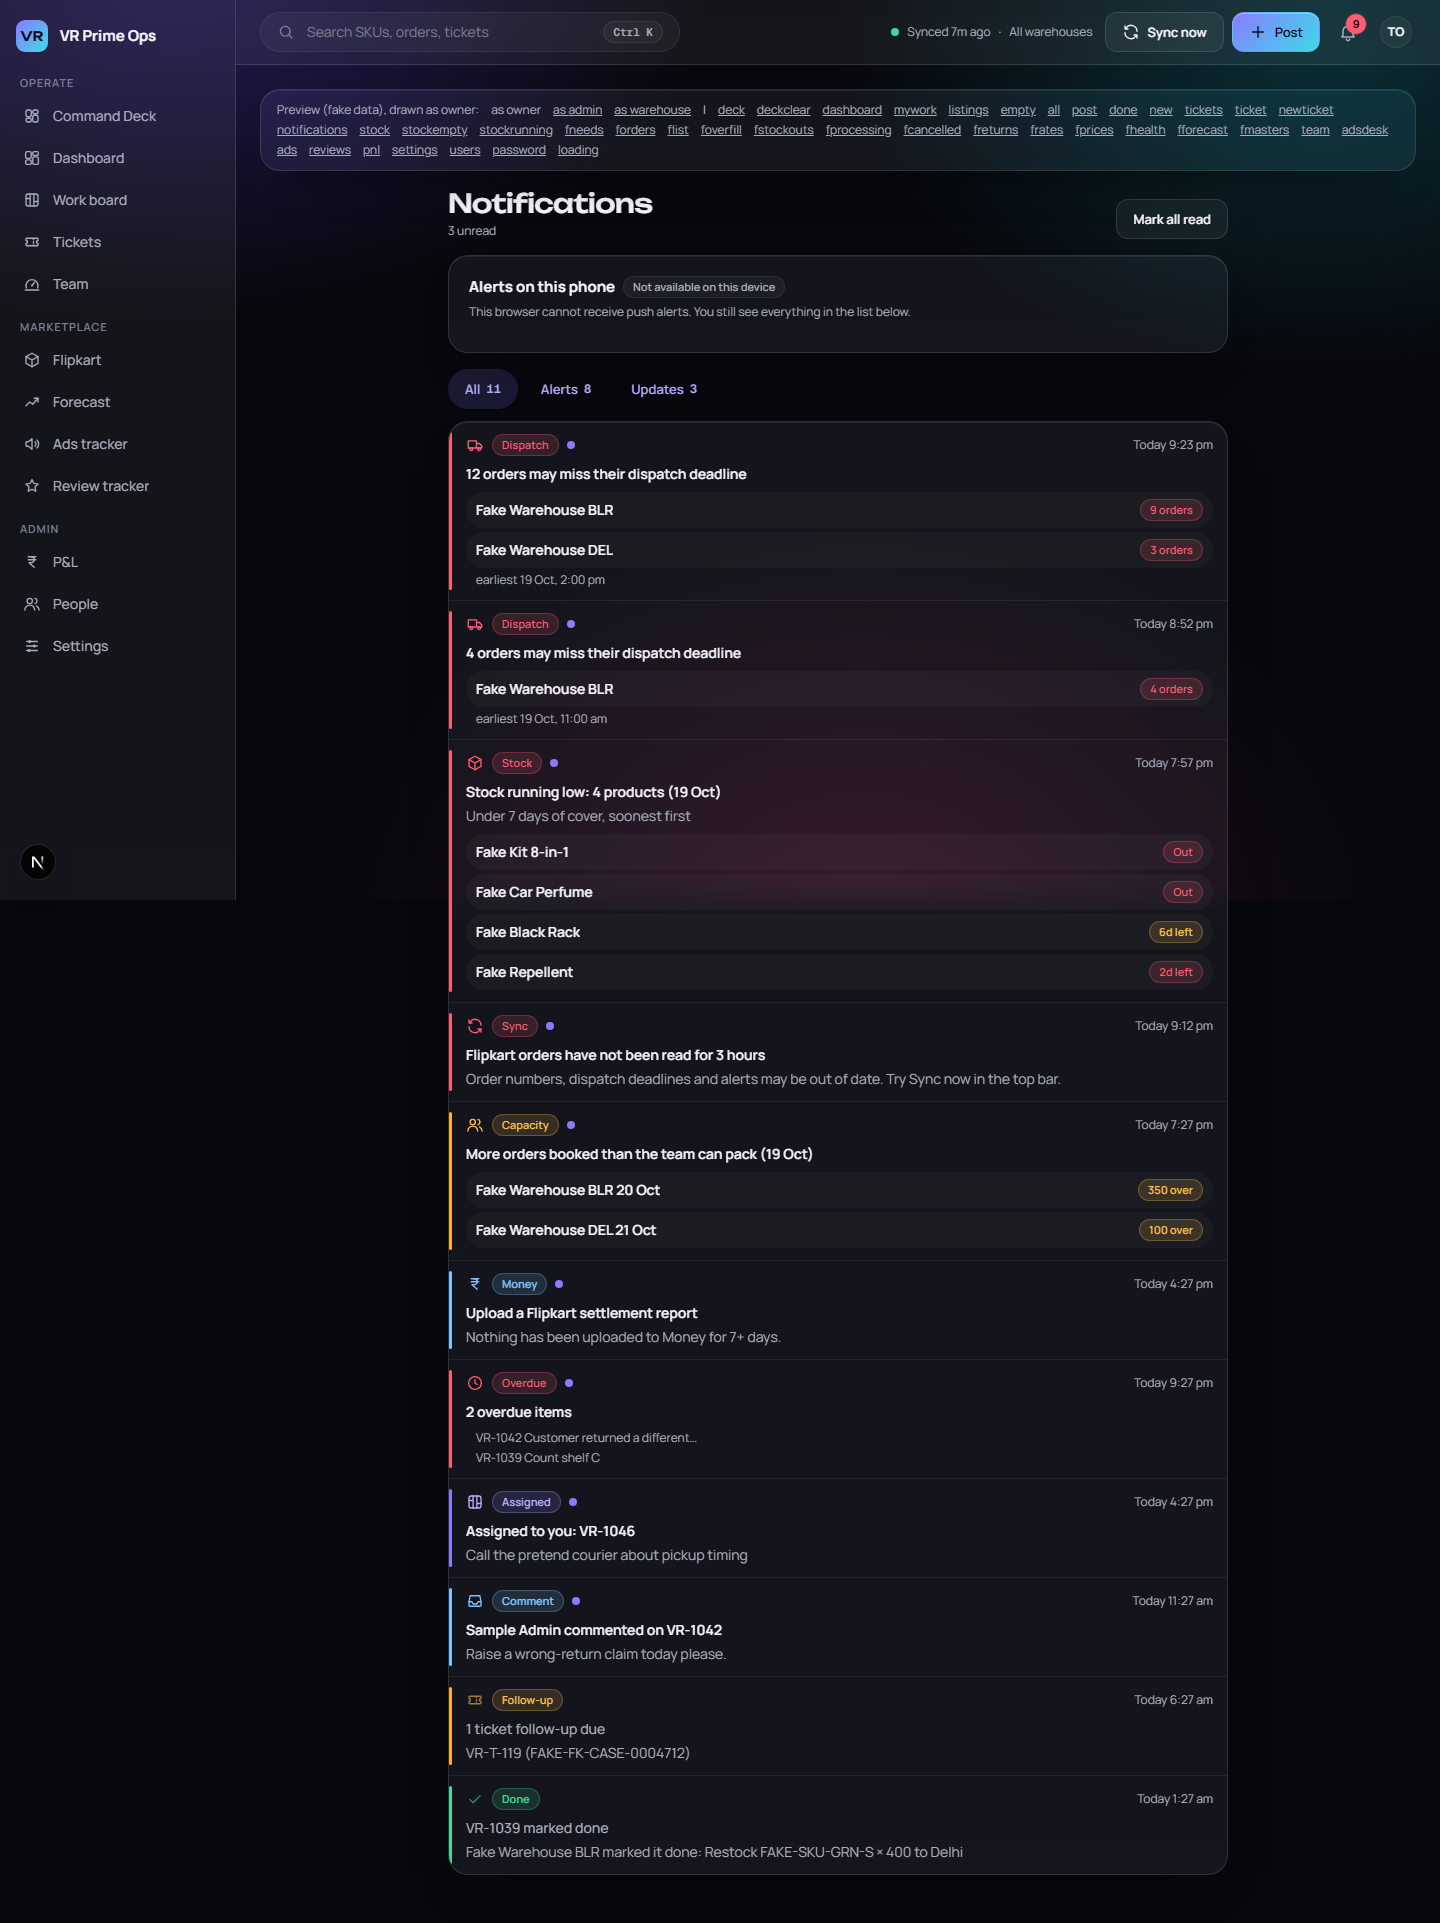 VR VR Prime Ops
Search SKUs, orders, tickets Ctrl K
Synced 7m ago · All warehouses
Sync now
+ Post
9
TO
OPERATE
Command Deck
Dashboard
Work board
Tickets
Team
MARKETPLACE
Flipkart
Forecast
Ads tracker
Review tracker
ADMIN
₹ P&L
People
Settings
N
Preview (fake data), drawn as owner: as owner as admin as warehouse | deck deckclear dashboard mywork listings empty all post done new tickets ticket newticket
notifications stock stockempty stockrunning fneeds forders flist foverfill fstockouts fprocessing fcancelled freturns frates fprices fhealth fforecast fmasters team adsdesk
ads reviews pnl settings users password loading
Notifications
3 unread
Mark all read
Alerts on this phone Not available on this device
This browser cannot receive push alerts. You still see everything in the list below.
All 11 Alerts 8 Updates 3
Dispatch Today 9:23 pm
12 orders may miss their dispatch deadline
Fake Warehouse BLR 9 orders
Fake Warehouse DEL 3 orders
earliest 19 Oct, 2:00 pm
Dispatch Today 8:52 pm
4 orders may miss their dispatch deadline
Fake Warehouse BLR 4 orders
earliest 19 Oct, 11:00 am
Stock Today 7:57 pm
Stock running low: 4 products (19 Oct)
Under 7 days of cover, soonest first
Fake Kit 8-in-1 Out
Fake Car Perfume Out
Fake Black Rack 6d left
Fake Repellent 2d left
Sync Today 9:12 pm
Flipkart orders have not been read for 3 hours
Order numbers, dispatch deadlines and alerts may be out of date. Try Sync now in the top bar.
Capacity Today 7:27 pm
More orders booked than the team can pack (19 Oct)
Fake Warehouse BLR 20 Oct 350 over
Fake Warehouse DEL 21 Oct 100 over
₹ Money Today 4:27 pm
Upload a Flipkart settlement report
Nothing has been uploaded to Money for 7+ days.
Overdue Today 9:27 pm
2 overdue items
VR-1042 Customer returned a different…
VR-1039 Count shelf C
Assigned Today 4:27 pm
Assigned to you: VR-1046
Call the pretend courier about pickup timing
Comment Today 11:27 am
Sample Admin commented on VR-1042
Raise a wrong-return claim today please.
Follow-up Today 6:27 am
1 ticket follow-up due
VR-T-119 (FAKE-FK-CASE-0004712)
Done Today 1:27 am
VR-1039 marked done
Fake Warehouse BLR marked it done: Restock FAKE-SKU-GRN-S × 400 to Delhi